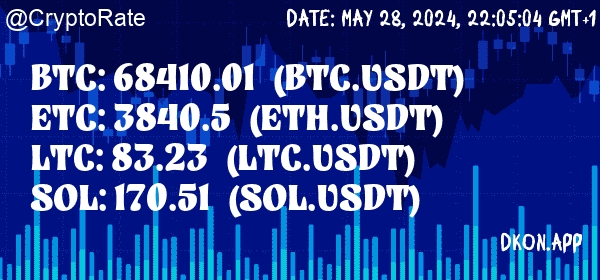 @CryptoRate
DATE: MAY 28, 2024, 22:05:04 GMT+1
BTC: 68410.01 (BTC.USDT)
ETC: 3840.5 (ETH.USDT)
LTC: 83.23 (LTC.USDT)
SOL: 170.51 (SOL.USDT)
DKON.APP